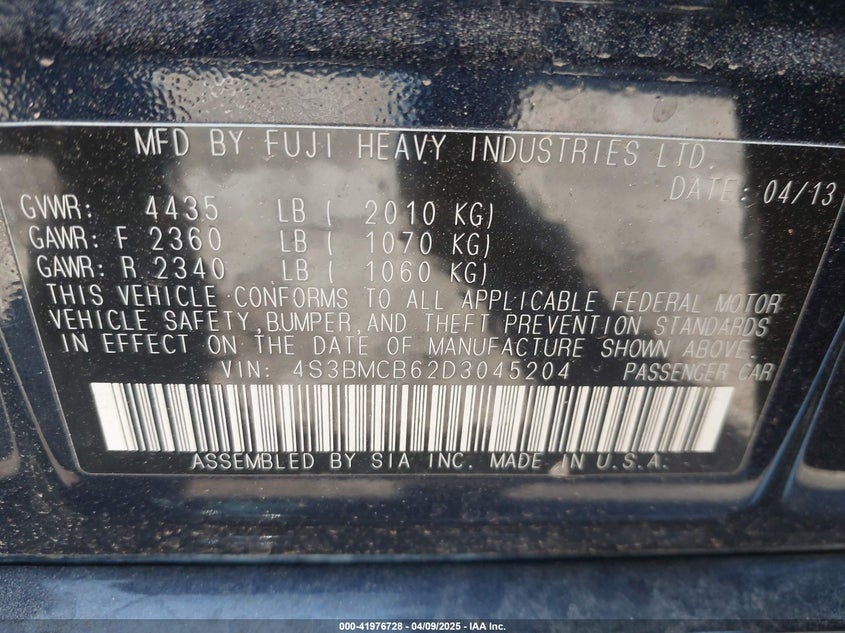 MFD BY FUJI HEAVY INDUSTRIES LTD.
DATE: 04/13
GVWR: 4435 LB ( 2010 KG)
GAWR: F 2360 LB ( 1070 KG)
GAWR: R 2340 LB ( 1060 KG)
THIS VEHICLE CONFORMS TO ALL APPLICABLE FEDERAL MOTOR
VEHICLE SAFETY, BUMPER, AND THEFT PREVENTION STANDARDS
IN EFFECT ON THE DATE OF MANUFACTURE SHOWN ABOVE.
VIN: 4S3BMCB62D3045204 PASSENGER CAR
ASSEMBLED BY SIA INC. MADE IN U.S.A.
000-41976728 - 04/09/2025 - IAA Inc.